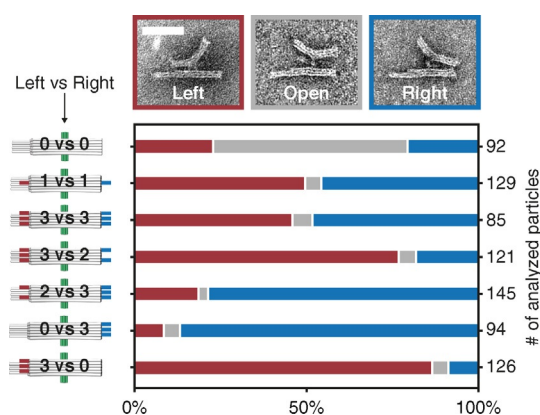 Left vs Right
Left
Open
Right
0 vs 0
92
1 vs 1
129
3 vs 3
85
3 vs 2
121
2 vs 3
145
0 vs 3
94
3 vs 0
126
# of analyzed particles
0%
50%
100%